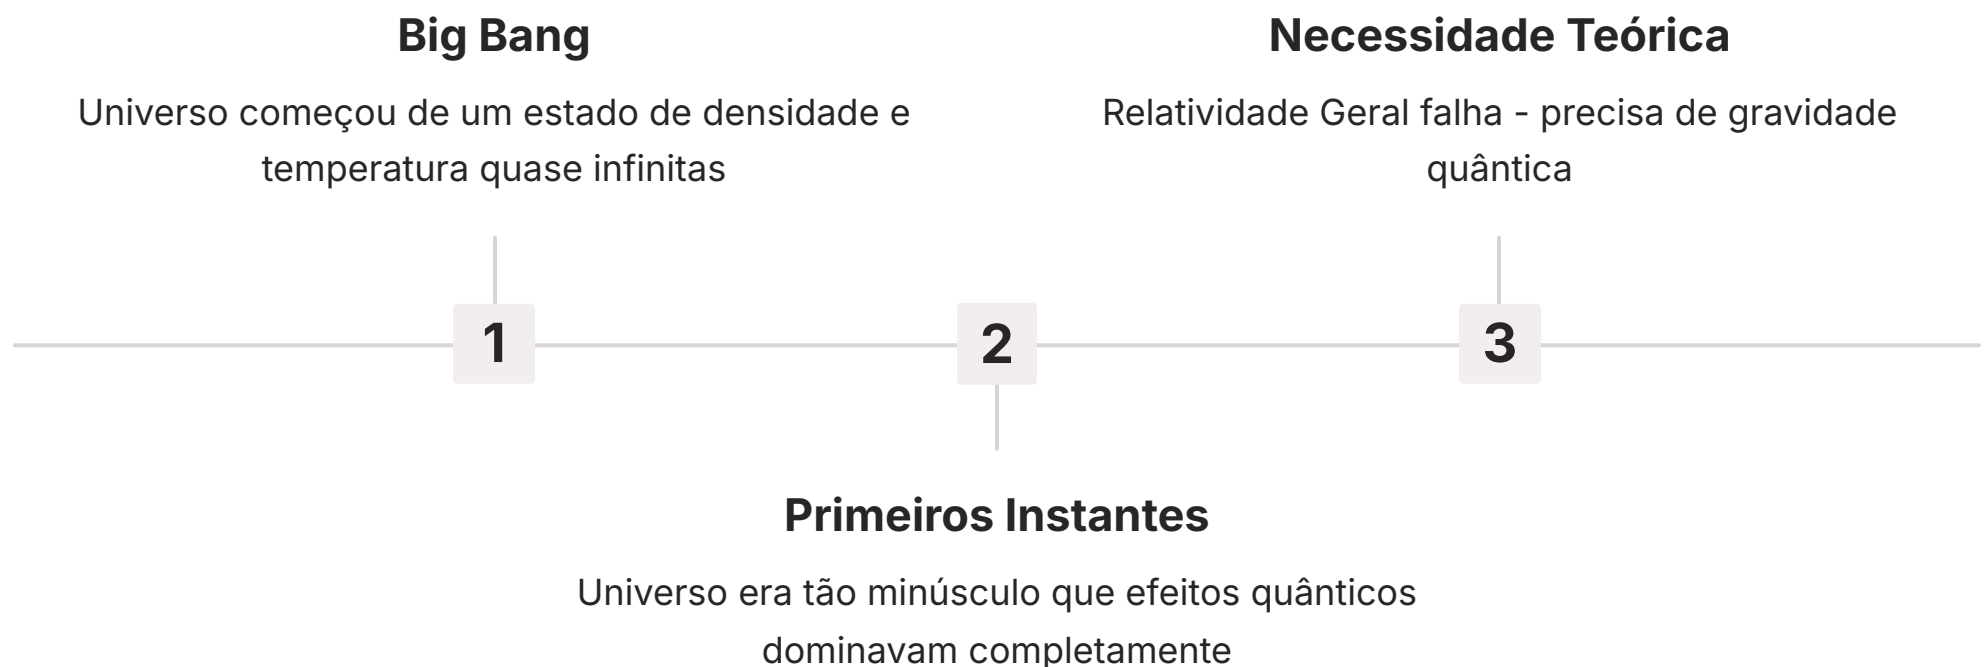 Big Bang
Universo começou de um estado de densidade e
temperatura quase infinitas
Necessidade Teórica
Relatividade Geral falha - precisa de gravidade
quântica
1
2
3
Primeiros Instantes
Universo era tão minúsculo que efeitos quânticos
dominavam completamente